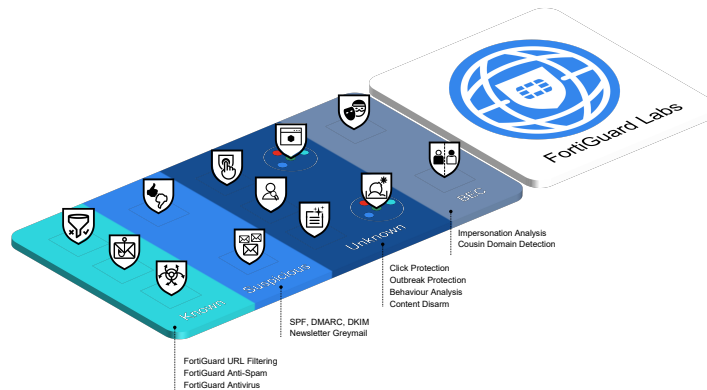 FortiGuard Labs
BEC
Unknown
Suspicious
Known
Impersonation Analysis
Cousin Domain Detection
Click Protection
Outbreak Protection
Behaviour Analysis
Content Disarm
SPF, DMARC, DKIM
Newsletter Greymail
FortiGuard URL Filtering
FortiGuard Anti-Spam
FortiGuard Antivirus